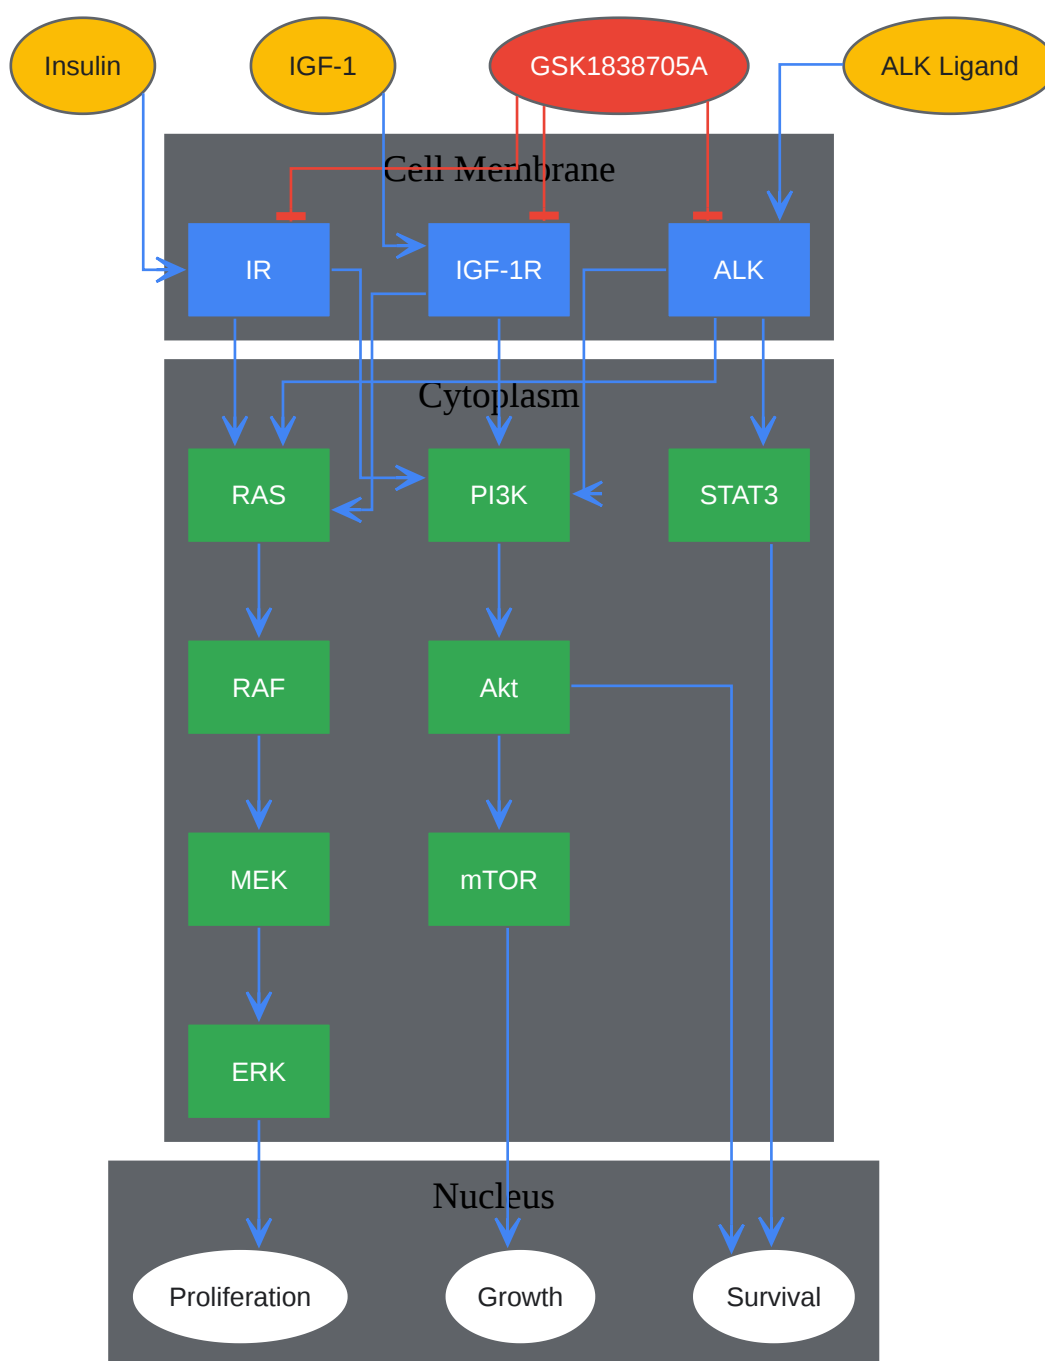 Insulin
IGF-1
GSK1838705A
ALK Ligand
Cell Membrane
IR
IGF-1R
ALK
Cytoplasm
RAS
PI3K
STAT3
RAF
Akt
MEK
mTOR
ERK
Nucleus
Proliferation
Growth
Survival